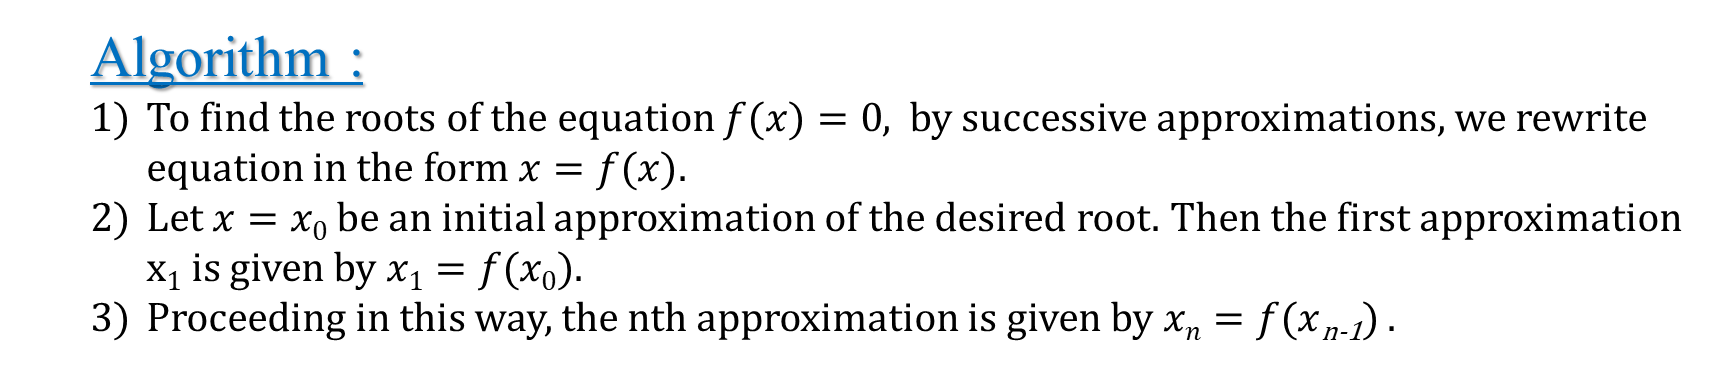 Algorithm :
1) To find the roots of the equation f(x) = 0, by successive approximations, we rewrite
equation in the form x = f(x).
2) Let x = x₀ be an initial approximation of the desired root. Then the first approximation
x₁ is given by x₁ = f(x₀).
3) Proceeding in this way, the nth approximation is given by xₙ = f(xₙ₋₁) .